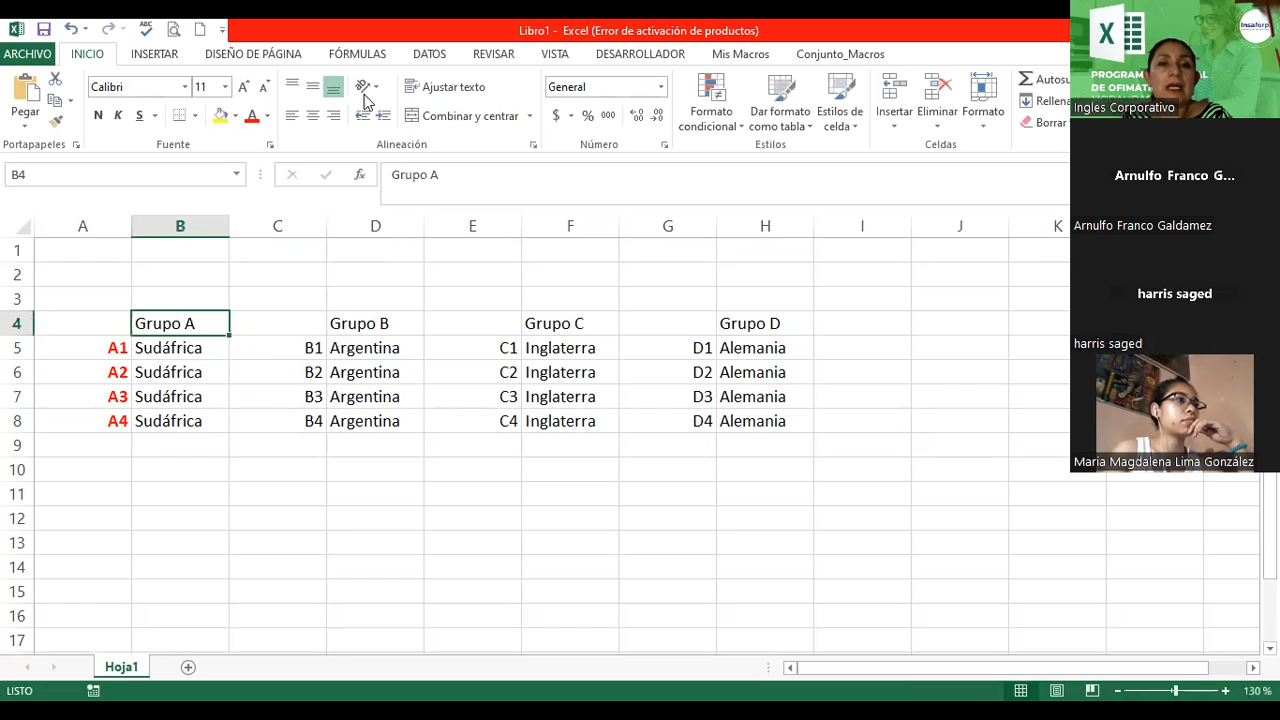 Libro1 - Excel (Error de activación de productos)
ARCHIVO INICIO INSERTAR DISEÑO DE PÁGINA FÓRMULAS DATOS REVISAR VISTA DESARROLLADOR Mis Macros Conjunto_Macros
Pegar
Calibri 11
N K S
Ajustar texto
Combinar y centrar
General
$ % 000
Formato condicional
Dar formato como tabla
Estilos de celda
Insertar
Eliminar
Formato
Autosu
Rellena
Borrar
Portapapeles Fuente Alineación Número Estilos Celdas
B4 fx Grupo A
A B C D E F G H I J K
1
2
3
4 Grupo A Grupo B Grupo C Grupo D
5 A1 Sudáfrica B1 Argentina C1 Inglaterra D1 Alemania
6 A2 Sudáfrica B2 Argentina C2 Inglaterra D2 Alemania
7 A3 Sudáfrica B3 Argentina C3 Inglaterra D3 Alemania
8 A4 Sudáfrica B4 Argentina C4 Inglaterra D4 Alemania
9
10
11
12
13
14
15
16
17
Hoja1
LISTO
130 %
Insaforp
PROGRAM
DE OFIMÁT
Ingles Corporativo
Arnulfo Franco G...
Arnulfo Franco Galdamez
harris saged
harris saged
Maria Magdalena Lima González